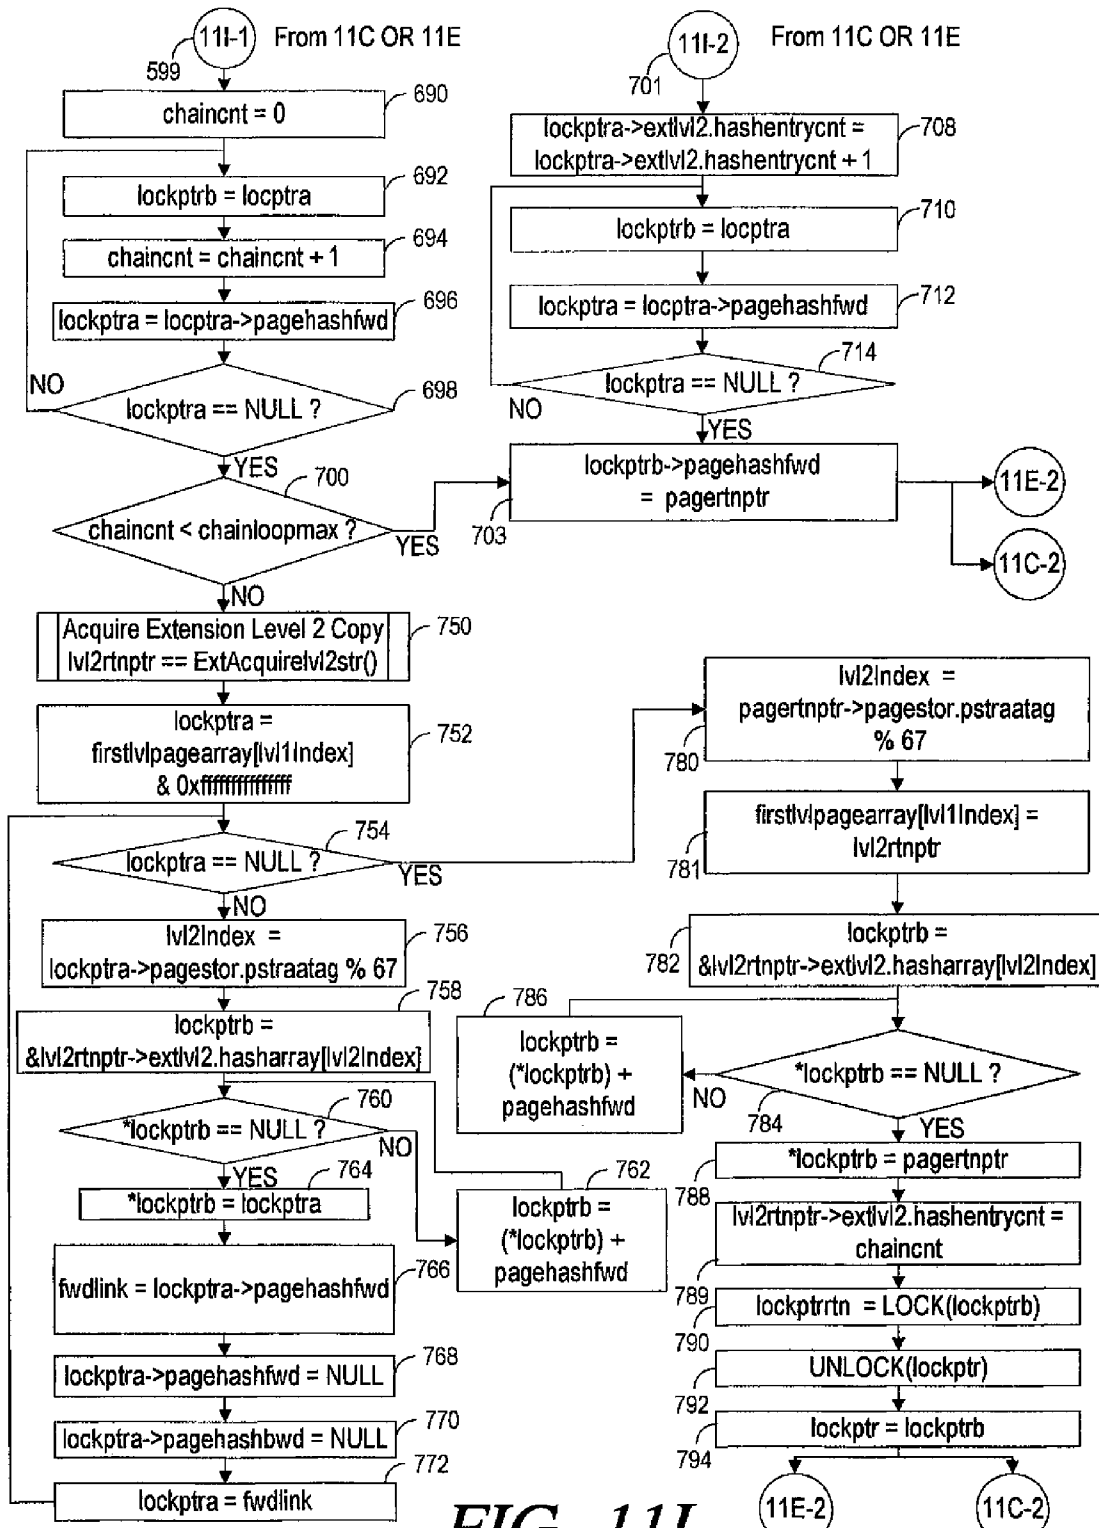 11I-1
From 11C OR 11E
599
chaincnt = 0
690
lockptrb = locptra
692
chaincnt = chaincnt + 1
694
lockptra = locptra->pagehashfwd
696
NO
lockptra == NULL ?
698
YES
700
chaincnt < chainloopmax ?
YES
NO
Acquire Extension Level 2 Copy
lvl2rtnptr == ExtAcquirelvl2str()
750
lockptra =
firstlvlpagearray[lvl1Index]
752
754
lockptra == NULL ?
YES
NO
lvl2Index =
lockptra->pagestor.pstraatag % 67
756
758
lockptrb =
&lvl2rtnptr->extlvl2.hasharray[lvl2Index]
760
*lockptrb == NULL ?
NO
YES
764
*lockptrb = lockptra
762
lockptrb =
(*lockptrb) +
pagehashfwd
fwdlink = lockptra->pagehashfwd
766
lockptra->pagehashfwd = NULL
768
lockptra->pagehashbwd = NULL
770
772
lockptra = fwdlink
11I-2
From 11C OR 11E
701
lockptra->extlvl2.hashentrycnt =
lockptra->extlvl2.hashentrycnt + 1
708
lockptrb = locptra
710
lockptra = locptra->pagehashfwd
712
714
lockptra == NULL ?
NO
YES
lockptrb->pagehashfwd
= pagertnptr
703
11E-2
11C-2
lvl2Index =
pagertnptr->pagestor.pstraatag
% 67
780
firstlvlpagearray[lvl1Index] =
lvl2rtnptr
781
lockptrb =
&lvl2rtnptr->extlvl2.hasharray[lvl2Index]
782
786
lockptrb =
(*lockptrb) +
pagehashfwd
*lockptrb == NULL ?
NO
784
YES
*lockptrb = pagertnptr
788
lvl2rtnptr->extlvl2.hashentrycnt =
chaincnt
789
lockptrrtn = LOCK(lockptrb)
790
UNLOCK(lockptr)
792
lockptr = lockptrb
794
11E-2
11C-2
FIG. 11I